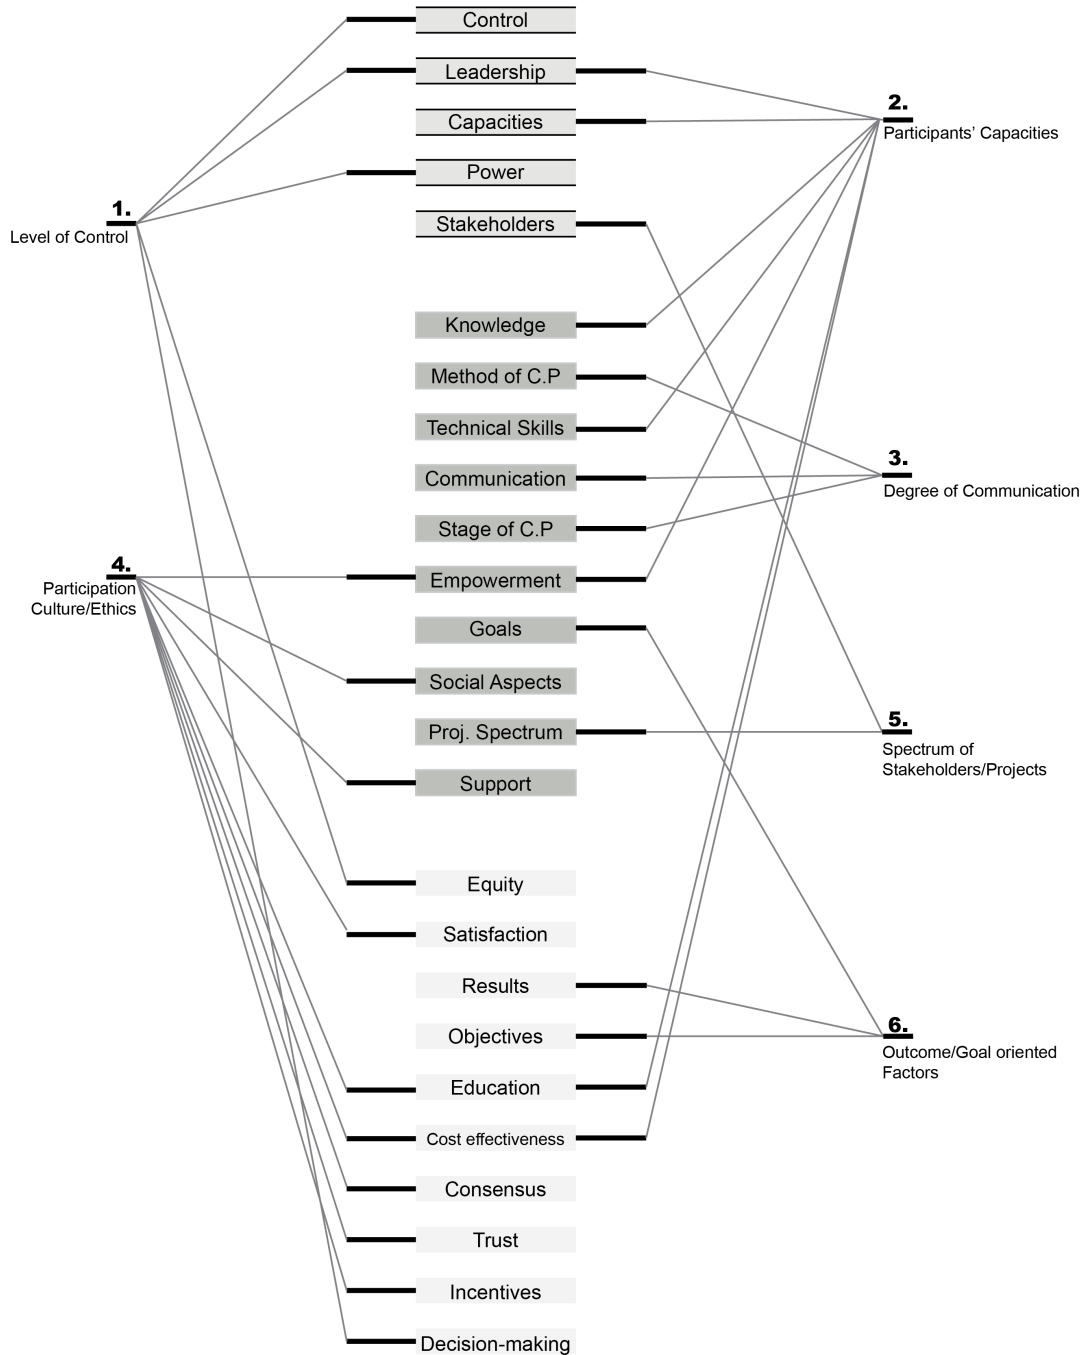 Control
Leadership
Capacities
Power
Stakeholders
Knowledge
Method of C.P
Technical Skills
Communication
Stage of C.P
Empowerment
Goals
Social Aspects
Proj. Spectrum
Support
Equity
Satisfaction
Results
Objectives
Education
Cost effectiveness
Consensus
Trust
Incentives
Decision-making
1.
Level of Control
4.
Participation
Culture/Ethics
2.
Participants’ Capacities
3.
Degree of Communication
5.
Spectrum of
Stakeholders/Projects
6.
Outcome/Goal oriented
Factors